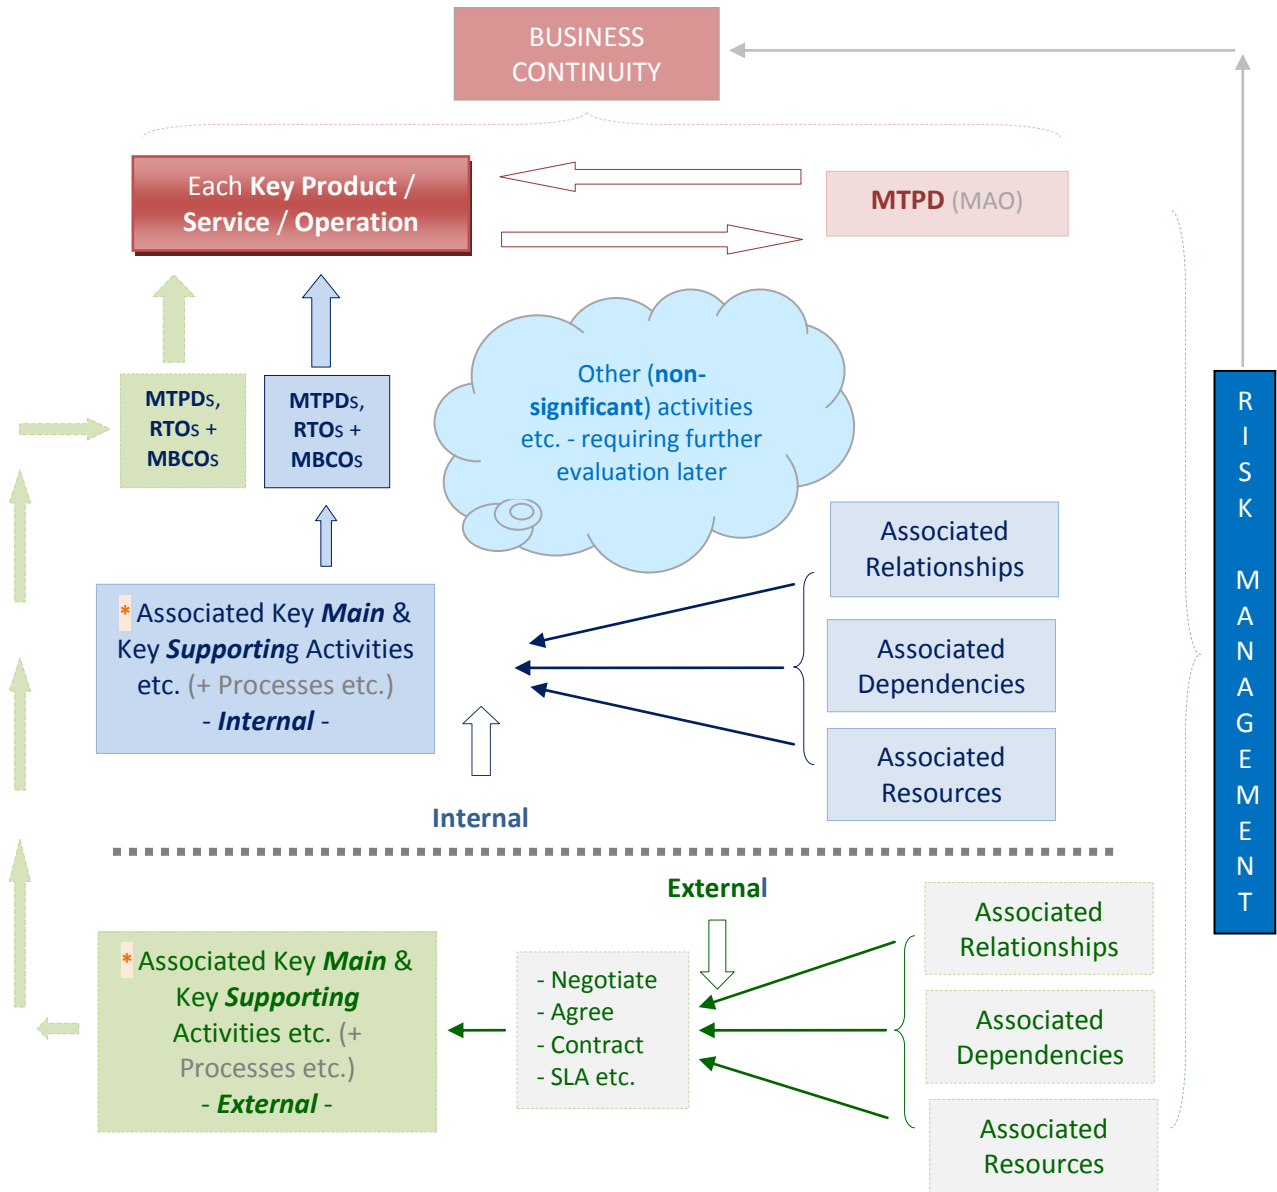 BUSINESS
CONTINUITY
Each Key Product /
Service / Operation
MTPD (MAO)
MTPDs,
RTOs +
MBCOs
MTPDs,
RTOs +
MBCOs
Other (non-
significant) activities
etc. - requiring further
evaluation later
R
I
S
K
M
A
N
A
G
E
M
E
N
T
Associated
Relationships
* Associated Key Main &
Key Supporting Activities
etc. (+ Processes etc.)
- Internal -
Associated
Dependencies
Associated
Resources
Internal
External
Associated
Relationships
* Associated Key Main &
Key Supporting
Activities etc. (+
Processes etc.)
- External -
- Negotiate
- Agree
- Contract
- SLA etc.
Associated
Dependencies
Associated
Resources